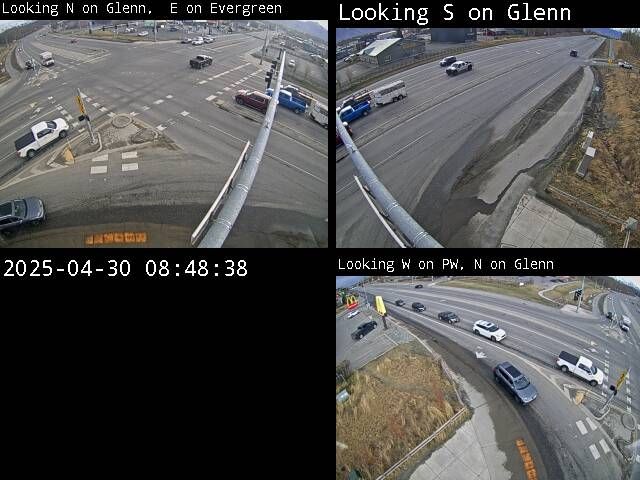 Looking N on Glenn,  E on Evergreen
Looking S on Glenn
2025-04-30 08:48:38
Looking W on PW, N on Glenn